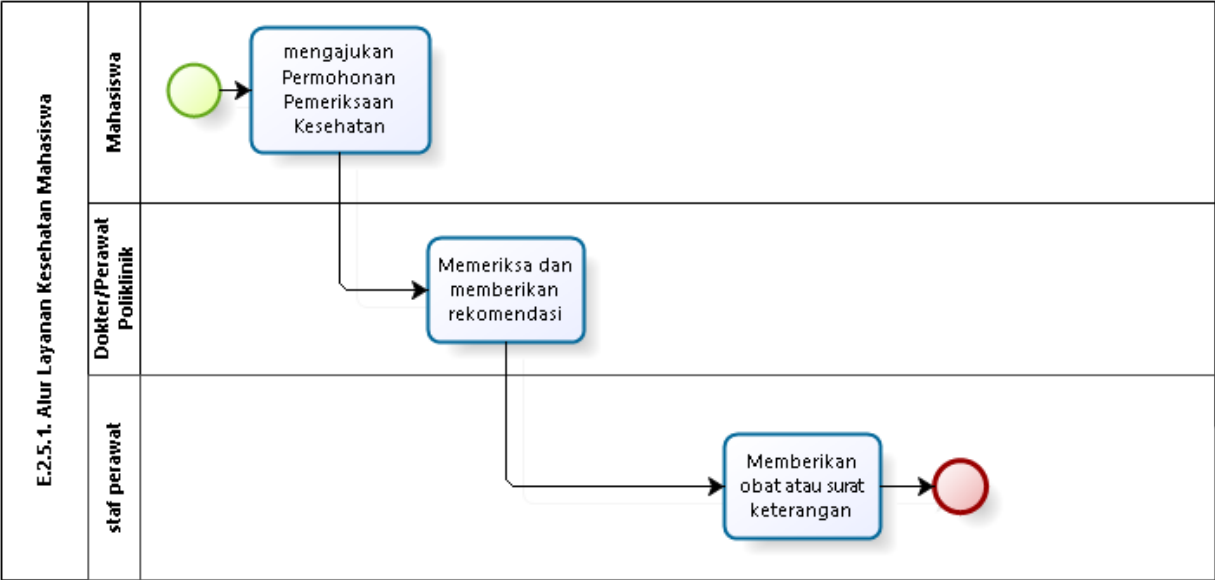 E.2.5.1. Alur Layanan Kesehatan Mahasiswa
Mahasiswa
mengajukan
Permohonan
Pemeriksaan
Kesehatan
Dokter/Perawat
Poliklinik
Memeriksa dan
memberikan
rekomendasi
staf perawat
Memberikan
obat atau surat
keterangan